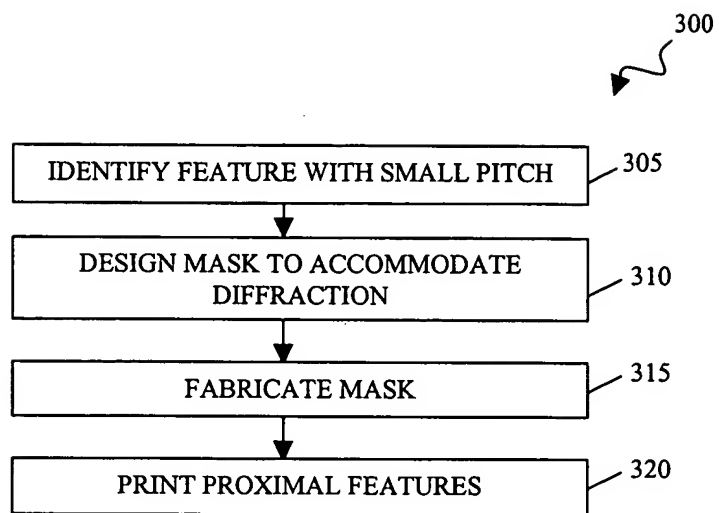 300
IDENTIFY FEATURE WITH SMALL PITCH
305
DESIGN MASK TO ACCOMMODATE
DIFFRACTION
310
FABRICATE MASK
315
PRINT PROXIMAL FEATURES
320